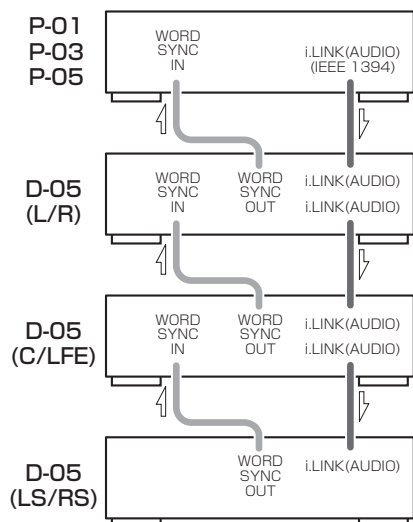 P-01
P-03
P-05
WORD
SYNC
IN
i.LINK(AUDIO)
(IEEE 1394)
D-05
(L/R)
WORD
SYNC
IN
WORD
SYNC
OUT
i.LINK(AUDIO)
i.LINK(AUDIO)
D-05
(C/LFE)
WORD
SYNC
IN
WORD
SYNC
OUT
i.LINK(AUDIO)
i.LINK(AUDIO)
D-05
(LS/RS)
WORD
SYNC
OUT
i.LINK(AUDIO)